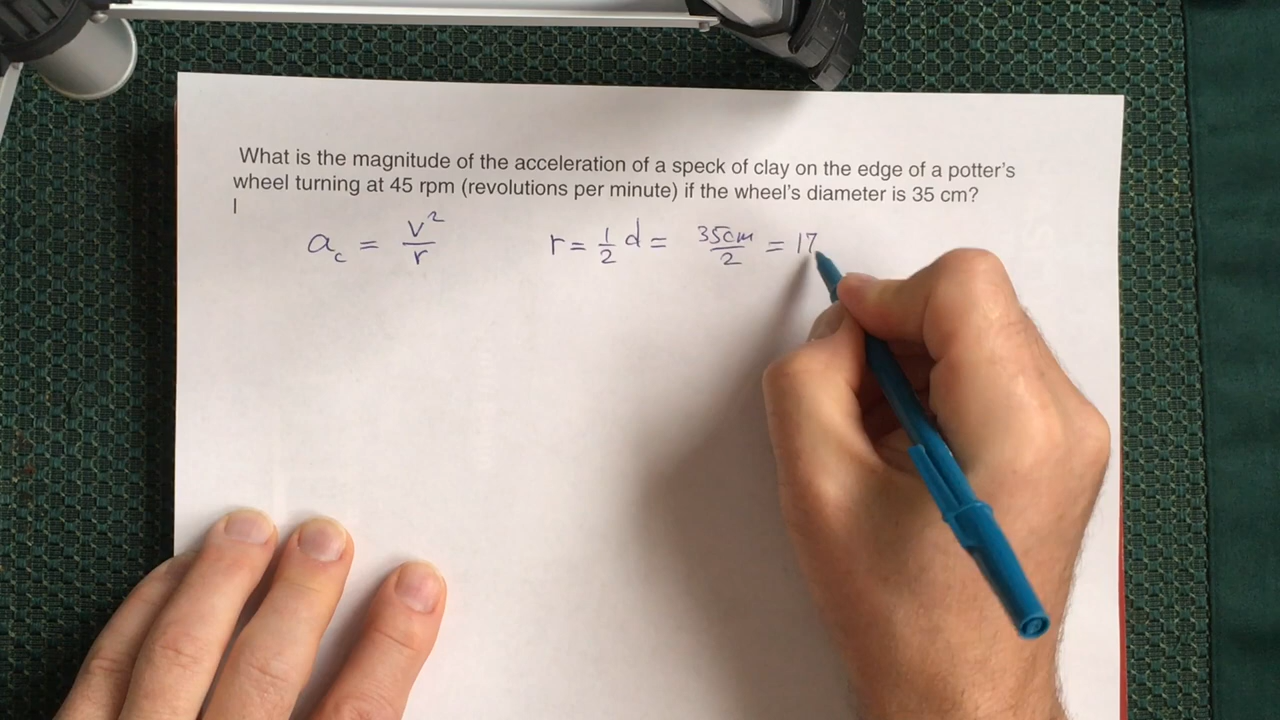 What is the magnitude of the acceleration of a speck of clay on the edge of a potter's
wheel turning at 45 rpm (revolutions per minute) if the wheel's diameter is 35 cm?
|
a_c = v²/r r = 1/2 d = 35cm/2 = 17